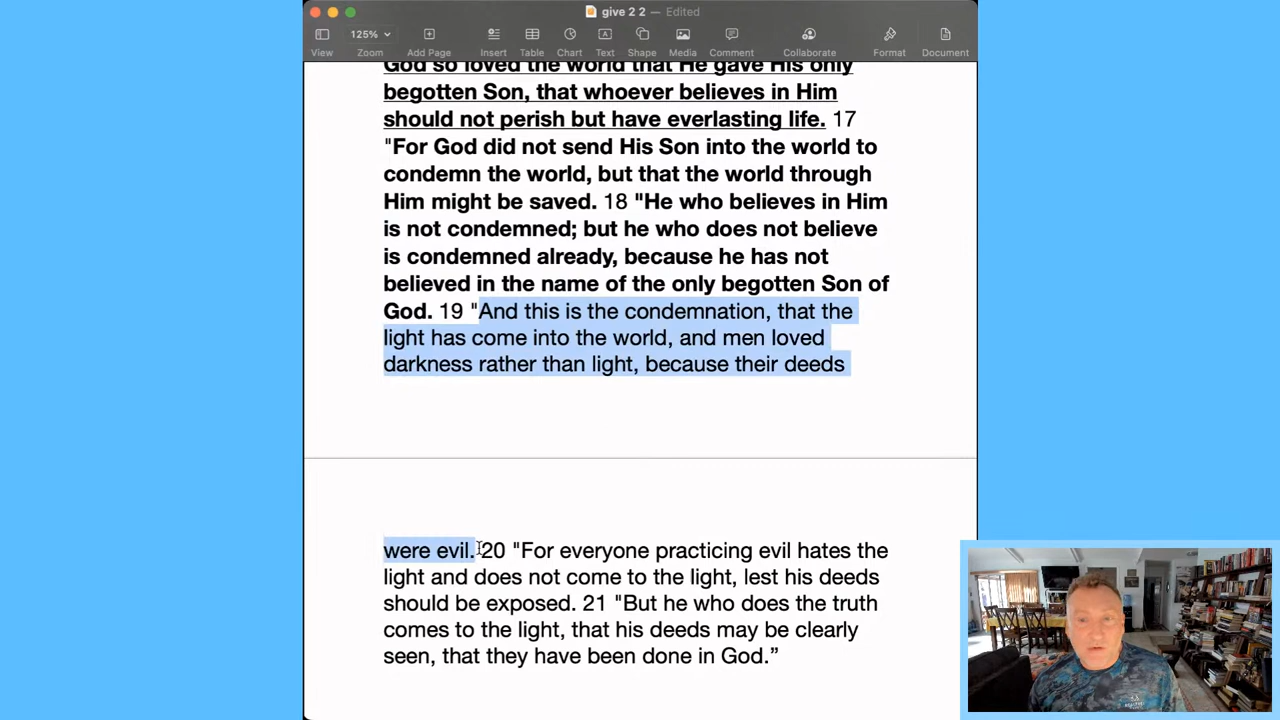 give 2 2 — Edited
125%
View Zoom Add Page Insert Table Chart Text Shape Media Comment Collaborate Format Document
God so loved the world that He gave His only
begotten Son, that whoever believes in Him
should not perish but have everlasting life. 17
"For God did not send His Son into the world to
condemn the world, but that the world through
Him might be saved. 18 "He who believes in Him
is not condemned; but he who does not believe
is condemned already, because he has not
believed in the name of the only begotten Son of
God. 19 "And this is the condemnation, that the
light has come into the world, and men loved
darkness rather than light, because their deeds
were evil. 20 "For everyone practicing evil hates the
light and does not come to the light, lest his deeds
should be exposed. 21 "But he who does the truth
comes to the light, that his deeds may be clearly
seen, that they have been done in God.”